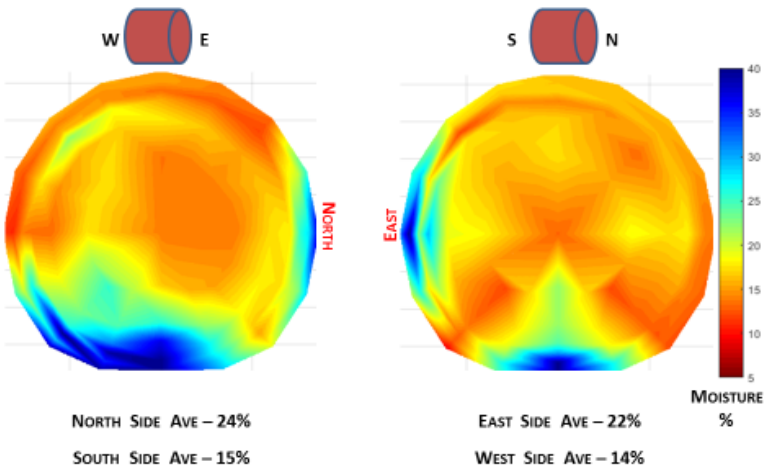 W E
S N
NORTH
EAST
40
35
30
25
20
15
10
5
MOISTURE
%
NORTH SIDE AVE – 24%
SOUTH SIDE AVE – 15%
EAST SIDE AVE – 22%
WEST SIDE AVE – 14%